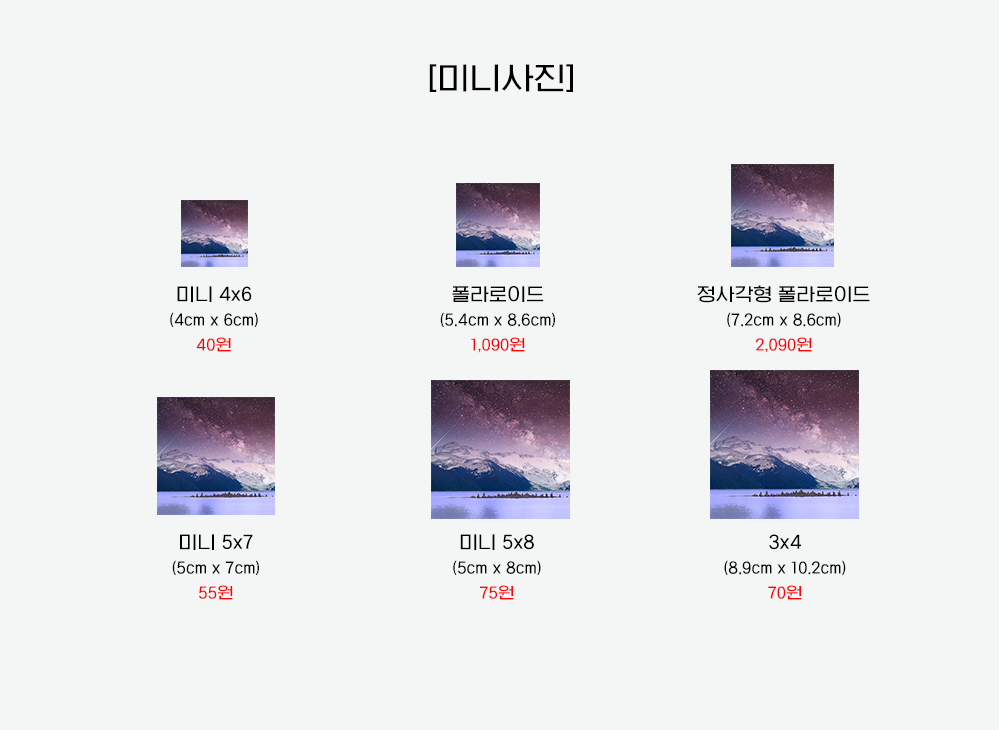 [미니사진]
미니 4x6
(4cm x 6cm)
40원
폴라로이드
(5.4cm x 8.6cm)
1,090원
정사각형 폴라로이드
(7.2cm x 8.6cm)
2,090원
미니 5x7
(5cm x 7cm)
55원
미니 5x8
(5cm x 8cm)
75원
3x4
(8.9cm x 10.2cm)
70원